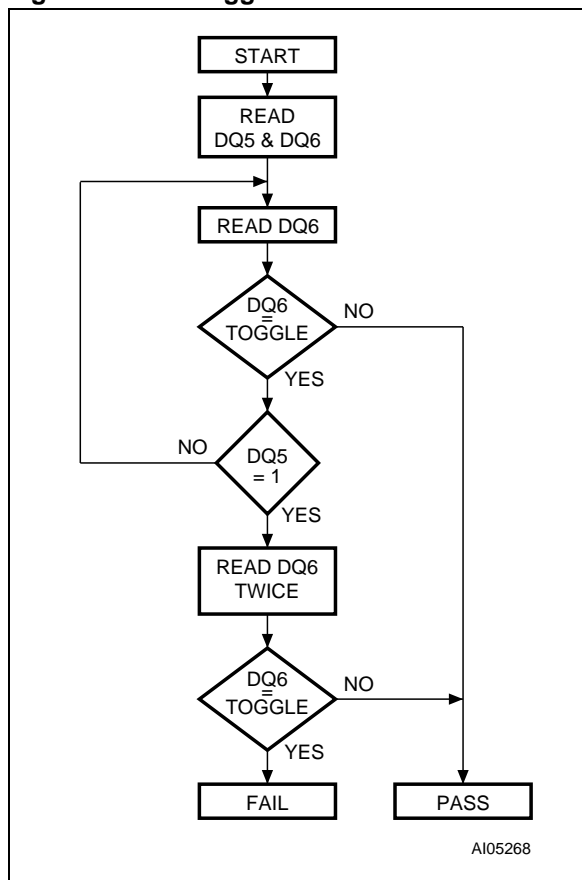 START
READ
DQ5 & DQ6
READ DQ6
DQ6
=
TOGGLE
NO
YES
NO
DQ5
= 1
YES
READ DQ6
TWICE
DQ6
=
TOGGLE
NO
YES
FAIL
PASS
AI05268